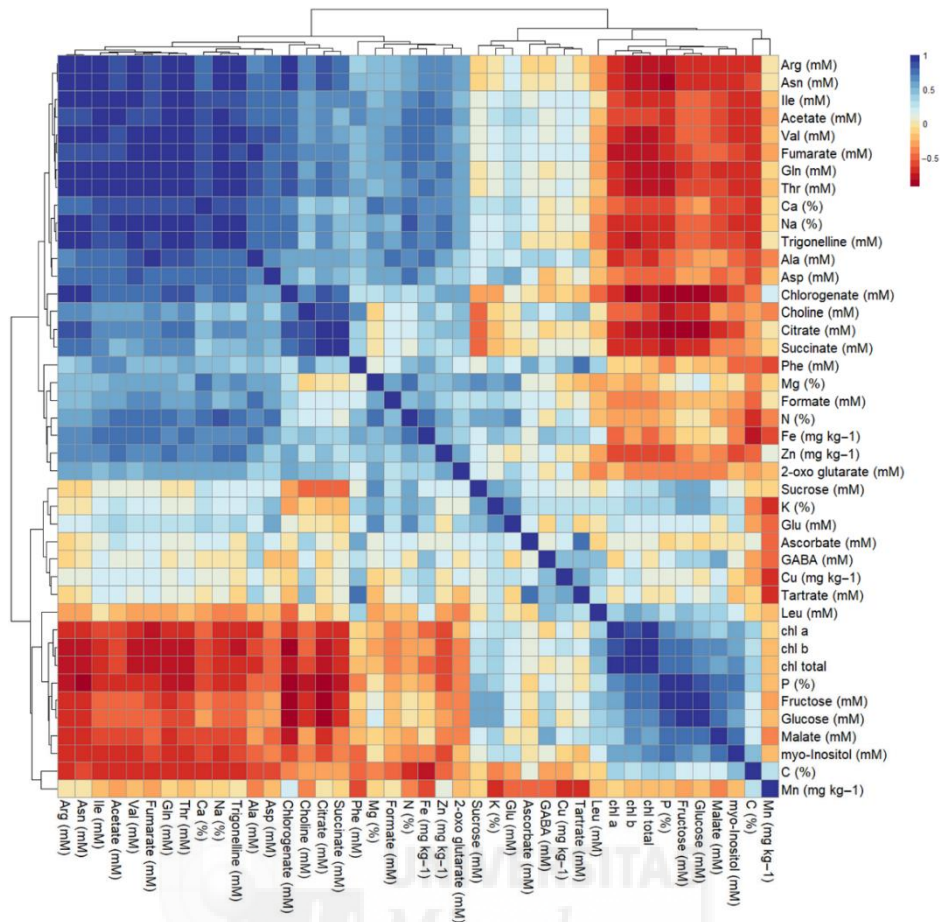 1
0.5
0
−0.5
Arg (mM)
Asn (mM)
Ile (mM)
Acetate (mM)
Val (mM)
Fumarate (mM)
Gln (mM)
Thr (mM)
Ca (%)
Na (%)
Trigonelline (mM)
Ala (mM)
Asp (mM)
Chlorogenate (mM)
Choline (mM)
Citrate (mM)
Succinate (mM)
Phe (mM)
Mg (%)
Formate (mM)
N (%)
Fe (mg kg−1)
Zn (mg kg−1)
2-oxo glutarate (mM)
Sucrose (mM)
K (%)
Glu (mM)
Ascorbate (mM)
GABA (mM)
Cu (mg kg−1)
Tartrate (mM)
Leu (mM)
chl a
chl b
chl total
P (%)
Fructose (mM)
Glucose (mM)
Malate (mM)
myo-Inositol (mM)
C (%)
Mn (mg kg−1)
Arg (mM)
Asn (mM)
Ile (mM)
Acetate (mM)
Val (mM)
Fumarate (mM)
Gln (mM)
Thr (mM)
Ca (%)
Na (%)
Trigonelline (mM)
Ala (mM)
Asp (mM)
Chlorogenate (mM)
Choline (mM)
Citrate (mM)
Succinate (mM)
Phe (mM)
Mg (%)
Formate (mM)
N (%)
Fe (mg kg−1)
Zn (mg kg−1)
2-oxo glutarate (mM)
Sucrose (mM)
K (%)
Glu (mM)
Ascorbate (mM)
GABA (mM)
Cu (mg kg−1)
Tartrate (mM)
Leu (mM)
chl a
chl b
chl total
P (%)
Fructose (mM)
Glucose (mM)
Malate (mM)
myo-Inositol (mM)
C (%)
Mn (mg kg−1)
UNIVERSITAS